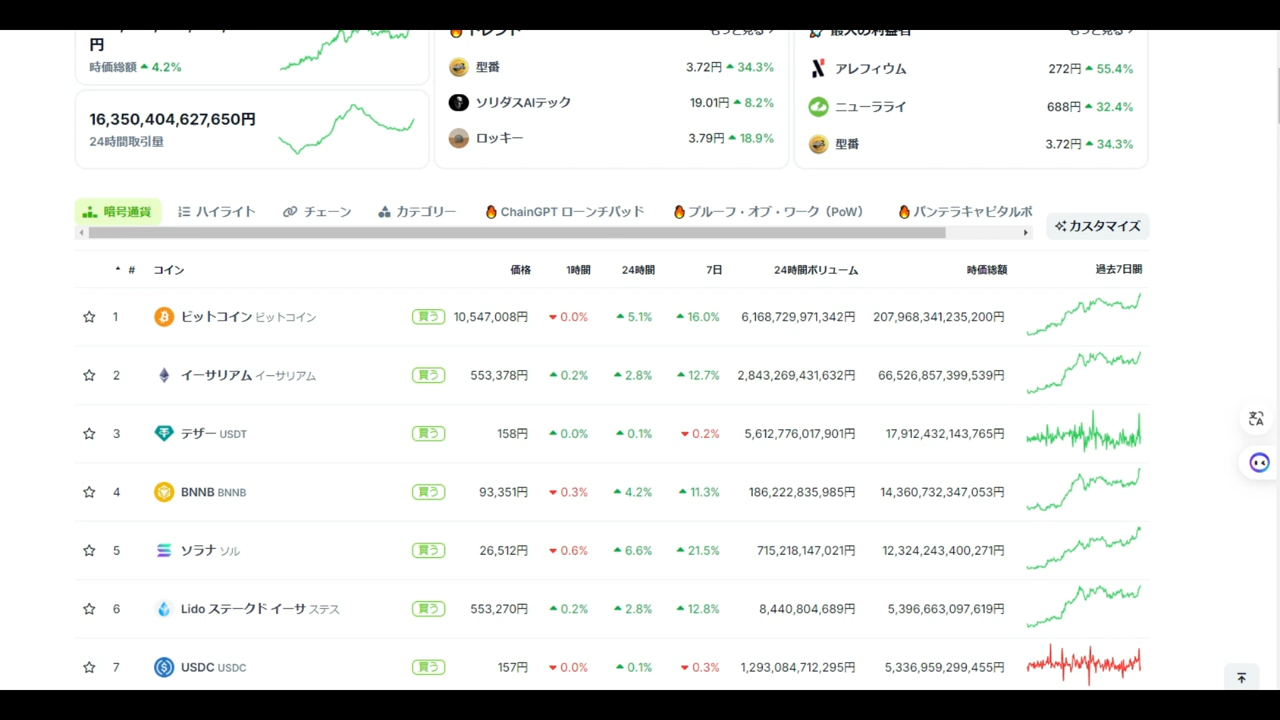 円
時価総額 4.2%
16,350,404,627,650円
24時間取引量
トレンド
もっと見る
型番 3.72円 34.3%
ソリダスAIテック 19.01円 8.2%
ロッキー 3.79円 18.9%
最大の利益者
もっと見る
アレフィウム 272円 55.4%
ニューラライ 688円 32.4%
型番 3.72円 34.3%
暗号通貨 ハイライト チェーン カテゴリー ChainGPT ローンチパッド プルーフ・オブ・ワーク（PoW） パンテラキャピタルポ カスタマイズ
# コイン 価格 1時間 24時間 7日 24時間ボリューム 時価総額 過去7日間
1 ビットコイン ビットコイン 買う 10,547,008円 0.0% 5.1% 16.0% 6,168,729,971,342円 207,968,341,235,200円
2 イーサリアム イーサリアム 買う 553,378円 0.2% 2.8% 12.7% 2,843,269,431,632円 66,526,857,399,539円
3 テザー USDT 買う 158円 0.0% 0.1% 0.2% 5,612,776,017,901円 17,912,432,143,765円
4 BNNB BNNB 買う 93,351円 0.3% 4.2% 11.3% 186,222,835,985円 14,360,732,347,053円
5 ソラナ ソル 買う 26,512円 0.6% 6.6% 21.5% 715,218,147,021円 12,324,243,400,271円
6 Lido ステークド イーサ ステス 買う 553,270円 0.2% 2.8% 12.8% 8,440,804,689円 5,396,663,097,619円
7 USDC USDC 買う 157円 0.0% 0.1% 0.3% 1,293,084,712,295円 5,336,959,299,455円